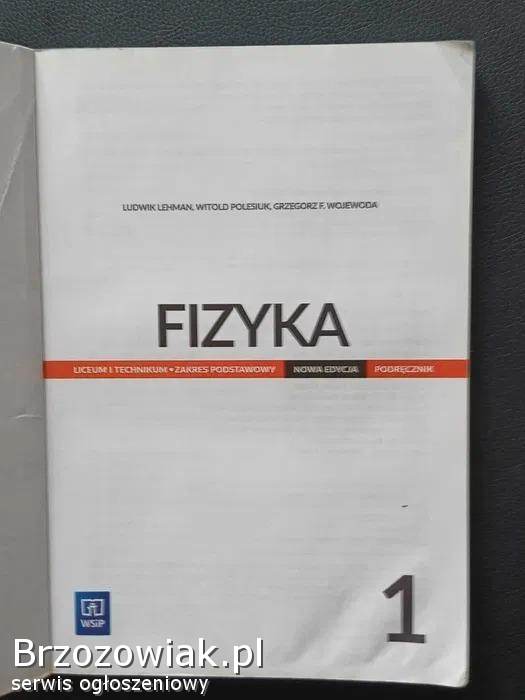 LUDWIK LEHMAN, WITOLD POLESIUK, GRZEGORZ F. WOJEWODA
FIZYKA
LICEUM I TECHNIKUM • ZAKRES PODSTAWOWY NOWA EDYCJA PODRĘCZNIK
1
WSiP
Brzozowiak.pl
serwis ogłoszeniowy